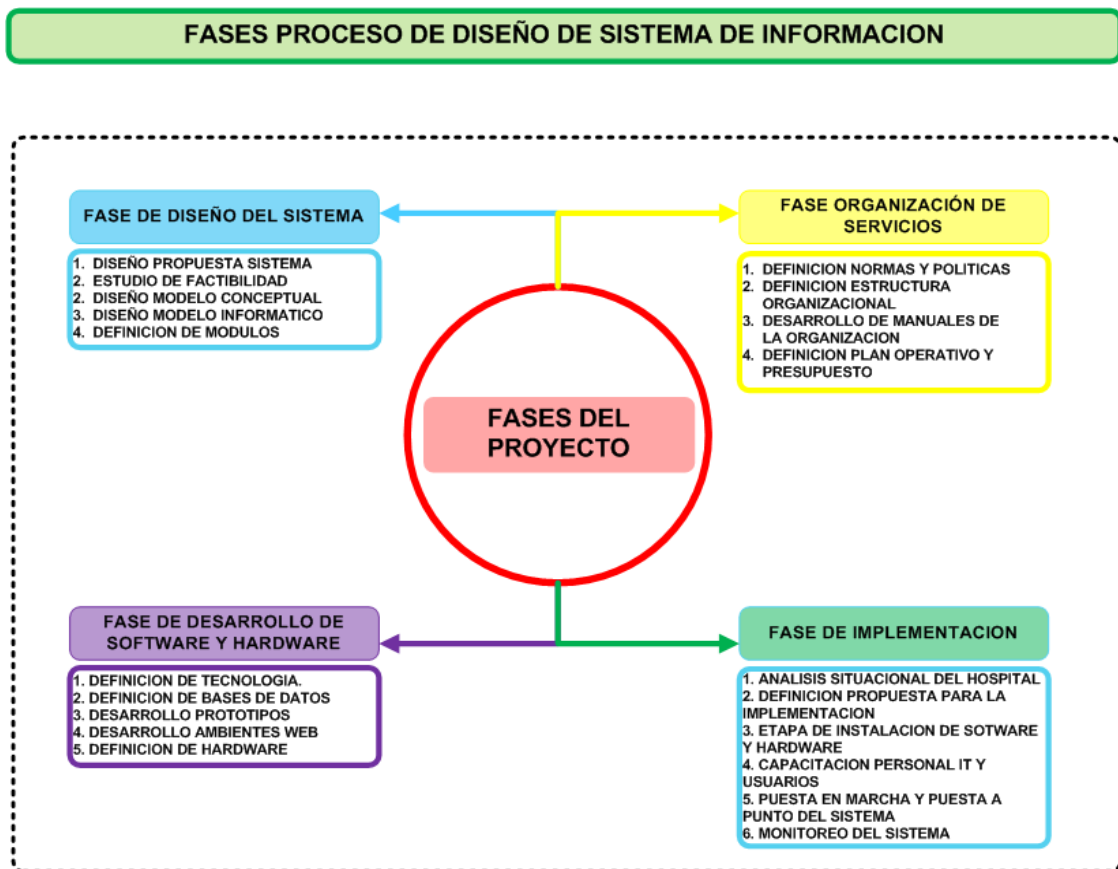 FASES PROCESO DE DISEÑO DE SISTEMA DE INFORMACION
FASE DE DISEÑO DEL SISTEMA
1. DISEÑO PROPUESTA SISTEMA
2. ESTUDIO DE FACTIBILIDAD
2. DISEÑO MODELO CONCEPTUAL
3. DISEÑO MODELO INFORMATICO
4. DEFINICION DE MODULOS
FASE ORGANIZACIÓN DE
SERVICIOS
1. DEFINICION NORMAS Y POLITICAS
2. DEFINICION ESTRUCTURA
ORGANIZACIONAL
3. DESARROLLO DE MANUALES DE
LA ORGANIZACION
4. DEFINICION PLAN OPERATIVO Y
PRESUPUESTO
FASES DEL
PROYECTO
FASE DE DESARROLLO DE
SOFTWARE Y HARDWARE
1. DEFINICION DE TECNOLOGIA.
2. DEFINICION DE BASES DE DATOS
3. DESARROLLO PROTOTIPOS
4. DESARROLLO AMBIENTES WEB
5. DEFINICION DE HARDWARE
FASE DE IMPLEMENTACION
1. ANALISIS SITUACIONAL DEL HOSPITAL
2. DEFINICION PROPUESTA PARA LA
IMPLEMENTACION
3. ETAPA DE INSTALACION DE SOTWARE
Y HARDWARE
4. CAPACITACION PERSONAL IT Y
USUARIOS
5. PUESTA EN MARCHA Y PUESTA A
PUNTO DEL SISTEMA
6. MONITOREO DEL SISTEMA